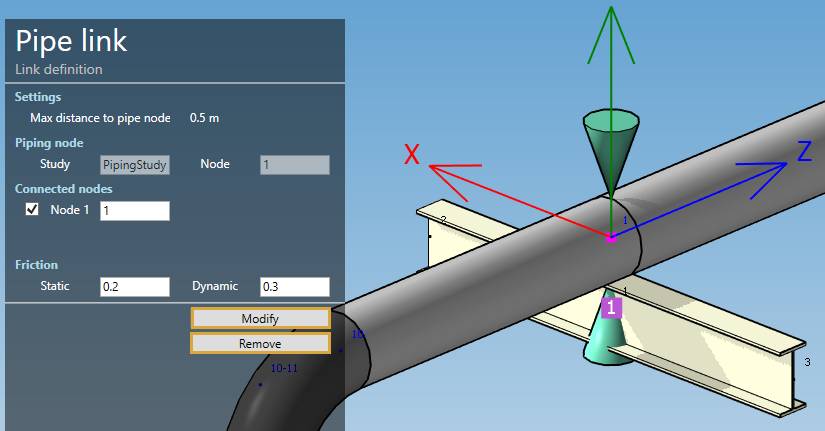 Pipe link
Link definition
Settings
Max distance to pipe node 0.5 m
Piping node
Study PipingStudy Node 1
Connected nodes
Node 1 1
Friction
Static 0.2 Dynamic 0.3
Modify
Remove
X
Z
2
1
1
1
3
10
10-11